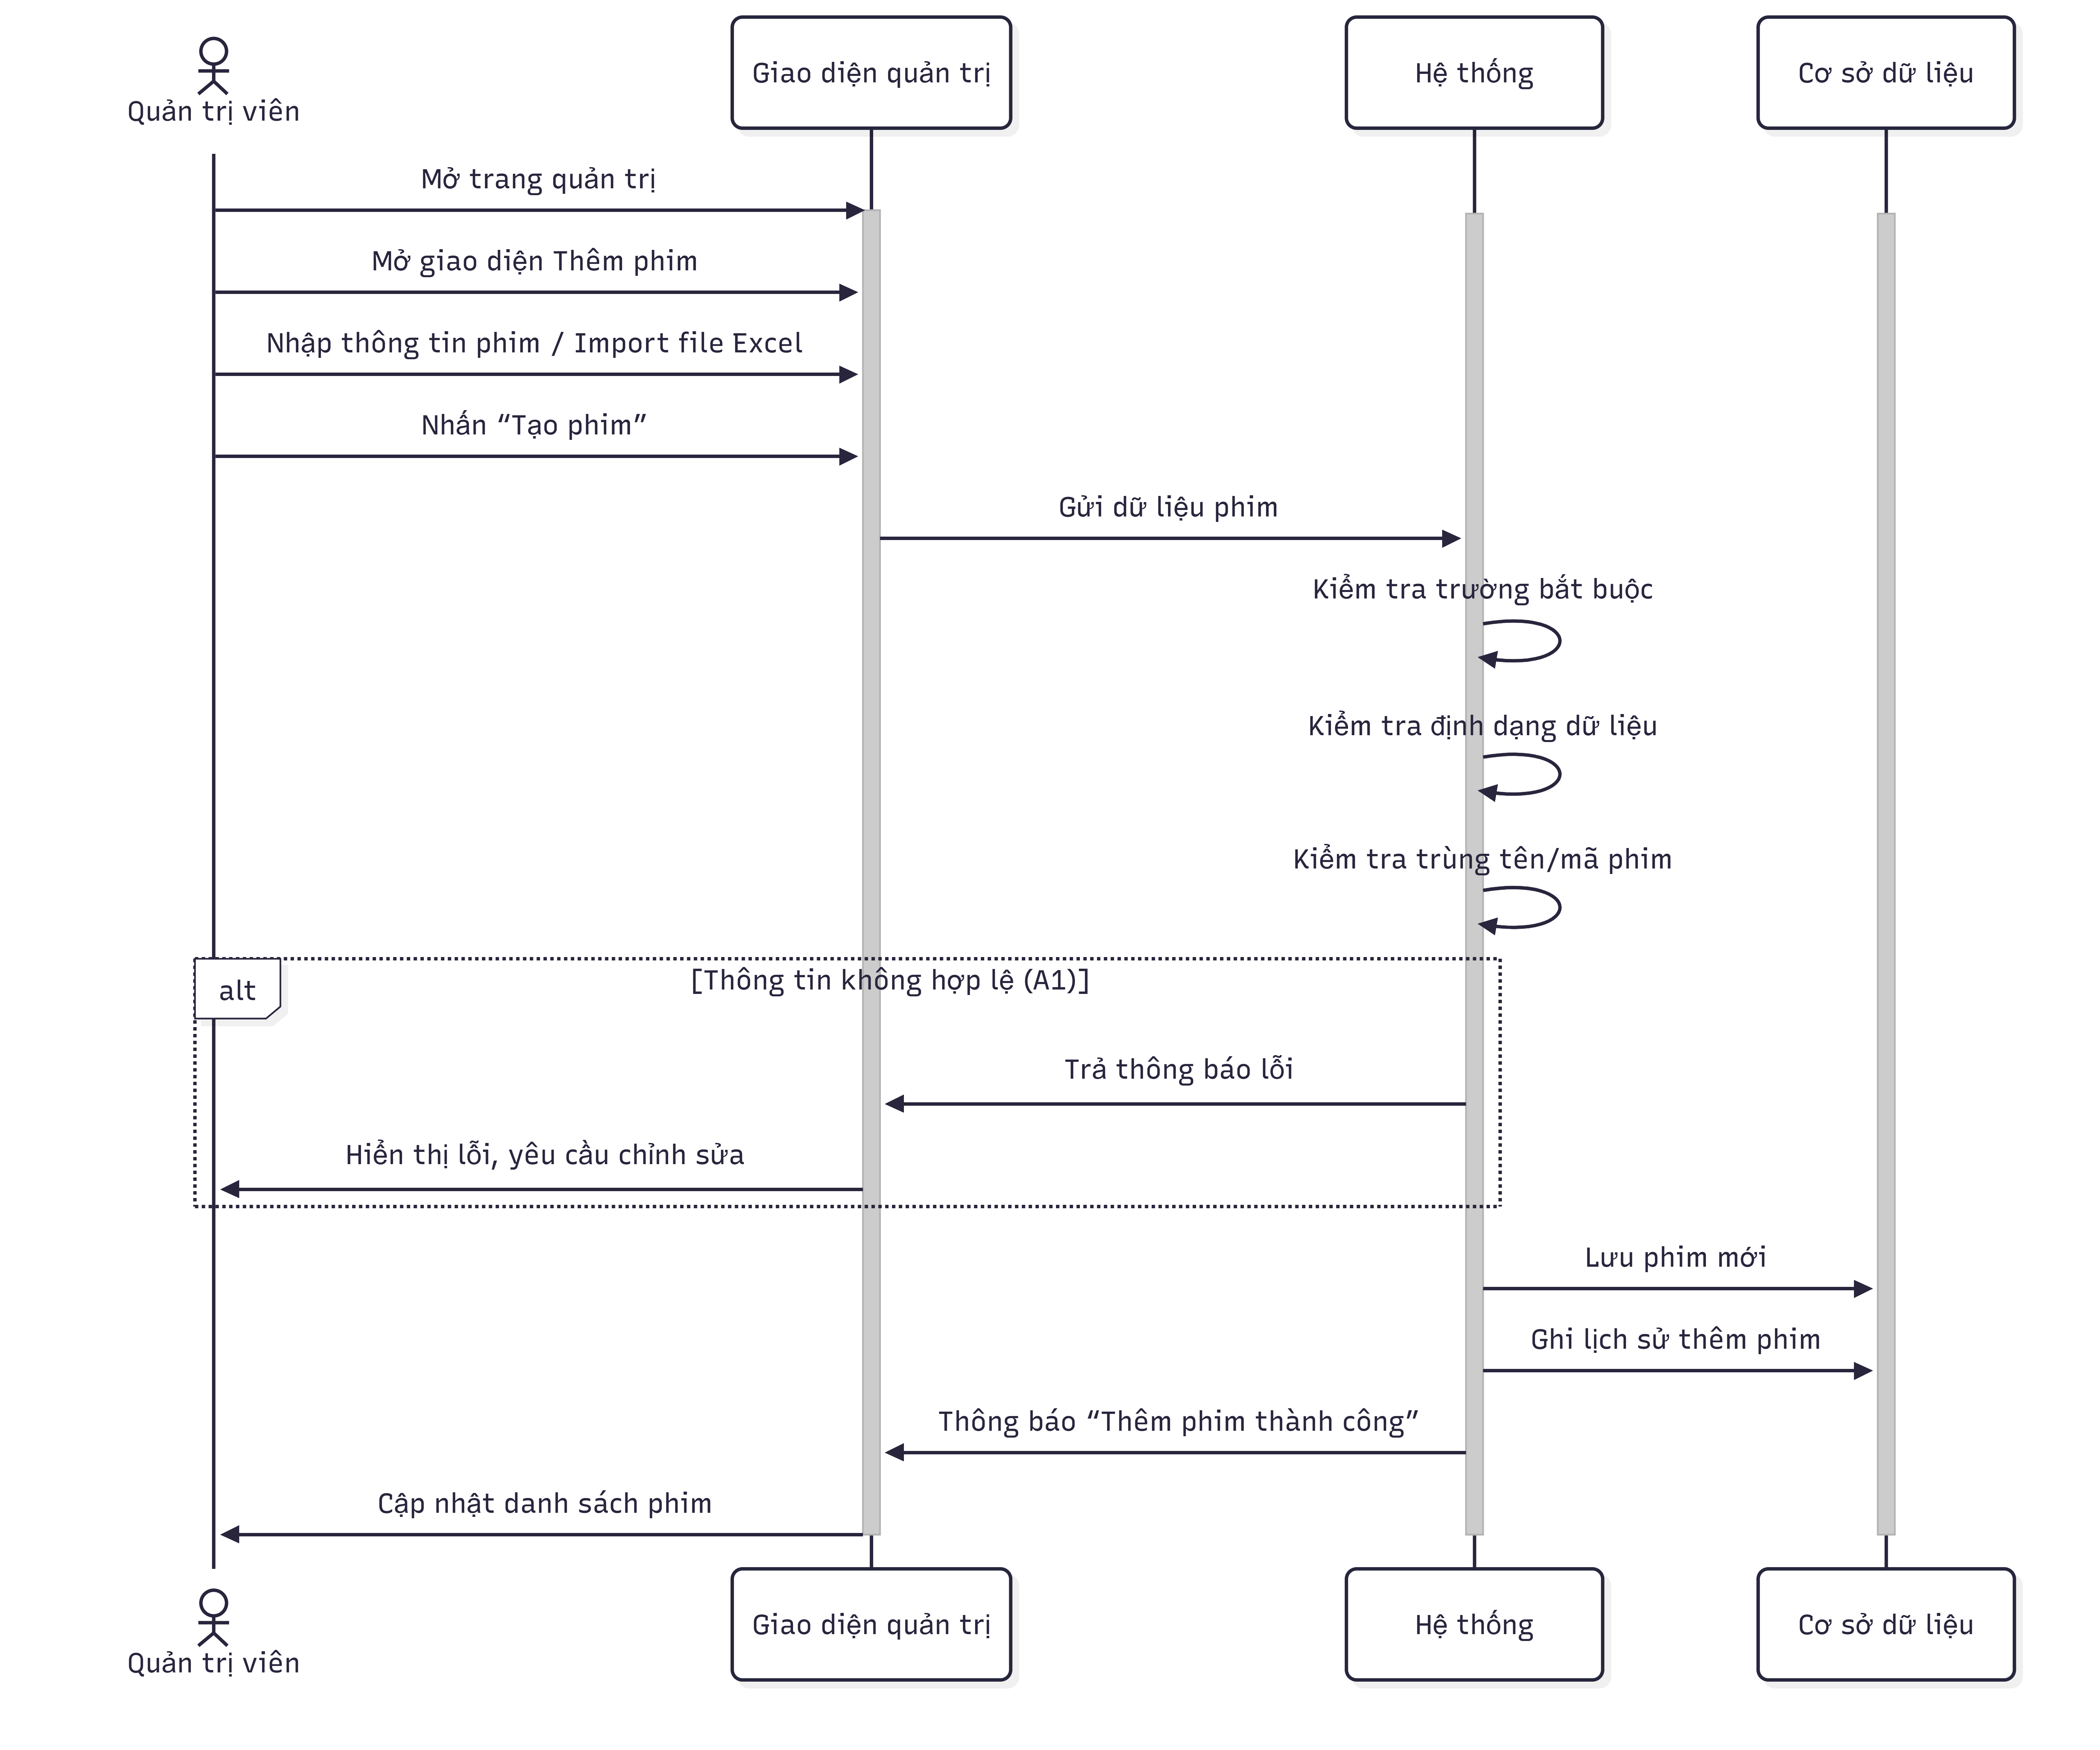 Quản trị viên
Giao diện quản trị
Hệ thống
Cơ sở dữ liệu
Mở trang quản trị
Mở giao diện Thêm phim
Nhập thông tin phim / Import file Excel
Nhấn “Tạo phim”
Gửi dữ liệu phim
Kiểm tra trường bắt buộc
Kiểm tra định dạng dữ liệu
Kiểm tra trùng tên/mã phim
alt
[Thông tin không hợp lệ (A1)]
Trả thông báo lỗi
Hiển thị lỗi, yêu cầu chỉnh sửa
Lưu phim mới
Ghi lịch sử thêm phim
Thông báo “Thêm phim thành công”
Cập nhật danh sách phim
Quản trị viên
Giao diện quản trị
Hệ thống
Cơ sở dữ liệu